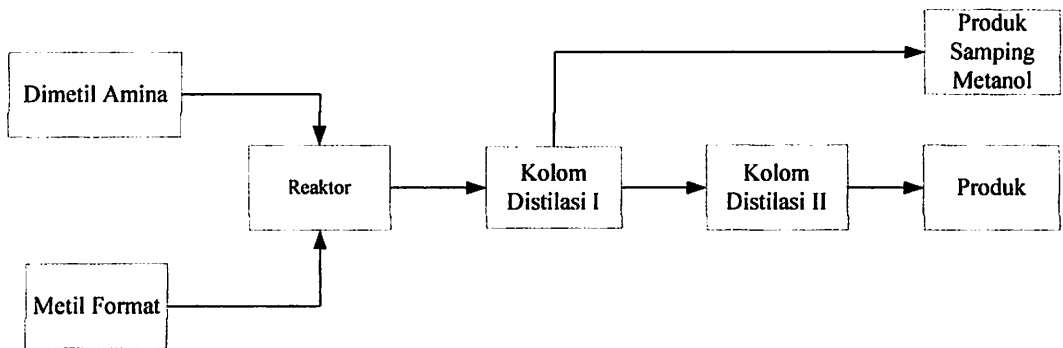 Produk
Samping
Metanol
Dimetil Amina
Reaktor
Kolom
Distilasi I
Kolom
Distilasi II
Produk
Metil Format